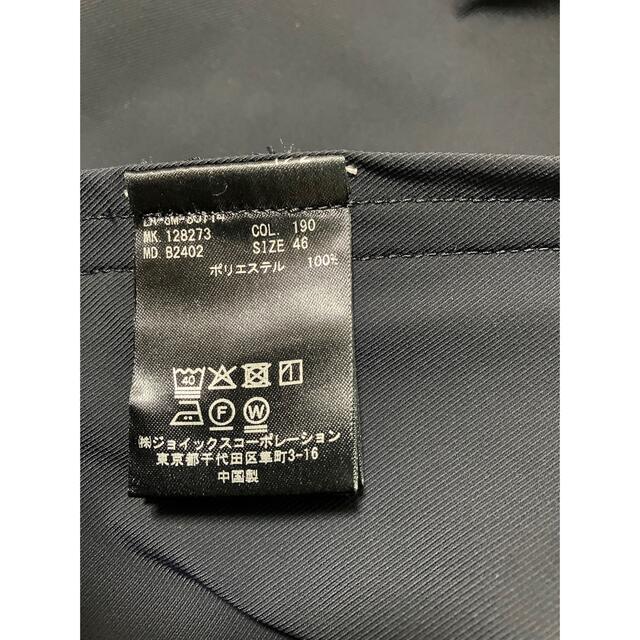 MK. 128273 COL. 190
MD. B2402 SIZE 46
ポリエステル 100%
40
F W
㈱ジョイックスコーポレーション
東京都千代田区隼町3-16
中国製